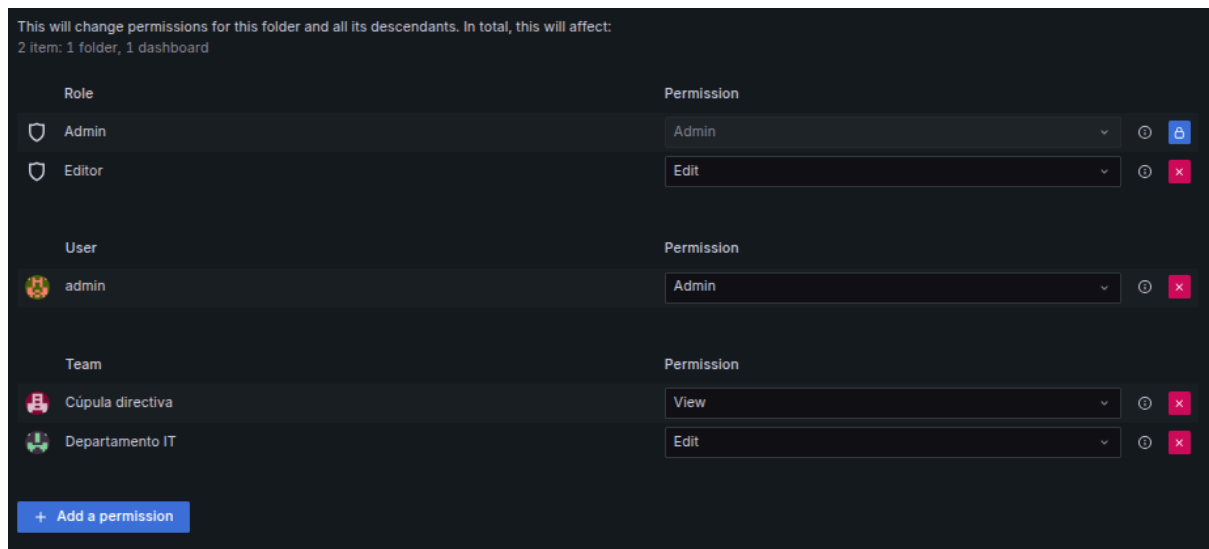 This will change permissions for this folder and all its descendants. In total, this will affect:
2 item: 1 folder, 1 dashboard
Role Permission
Admin Admin
Editor Edit
User Permission
admin Admin
Team Permission
Cúpula directiva View
Departamento IT Edit
+ Add a permission